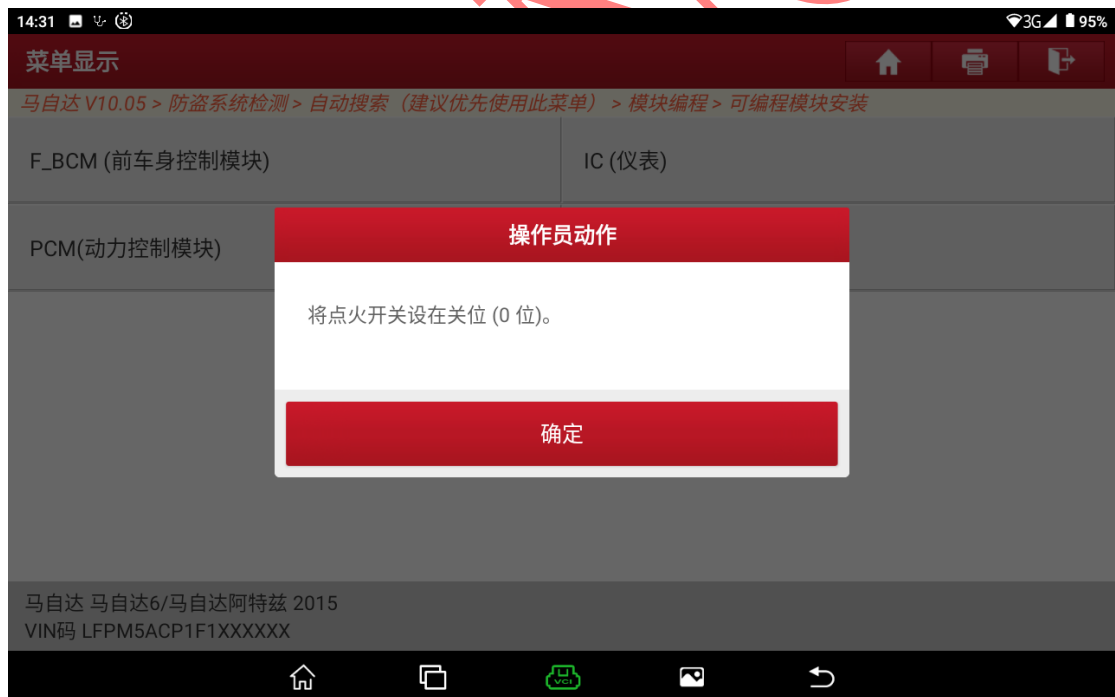 14:31 3G 95%
菜单显示
马自达 V10.05 > 防盗系统检测 > 自动搜索（建议优先使用此菜单） > 模块编程 > 可编程模块安装
F_BCM (前车身控制模块) IC (仪表)
PCM(动力控制模块)
操作员动作
将点火开关设在关位 (0 位)。
确定
马自达 马自达6/马自达阿特兹 2015
VIN码 LFPM5ACP1F1XXXXXX
VCI